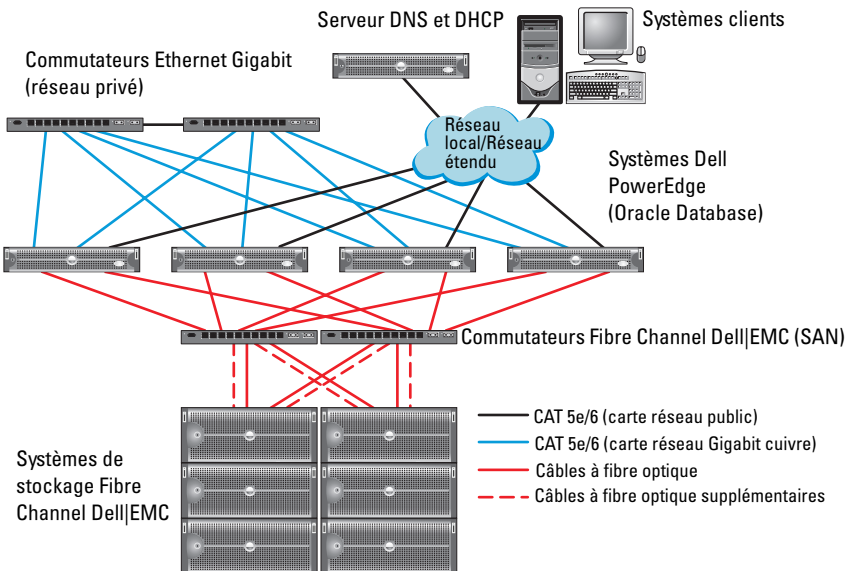 Serveur DNS et DHCP
Systèmes clients
Commutateurs Ethernet Gigabit
(réseau privé)
Réseau
local/Réseau
étendu
Systèmes Dell
PowerEdge
(Oracle Database)
Commutateurs Fibre Channel Dell|EMC (SAN)
Systèmes de
stockage Fibre
Channel Dell|EMC
CAT 5e/6 (carte réseau public)
CAT 5e/6 (carte réseau Gigabit cuivre)
Câbles à fibre optique
Câbles à fibre optique supplémentaires